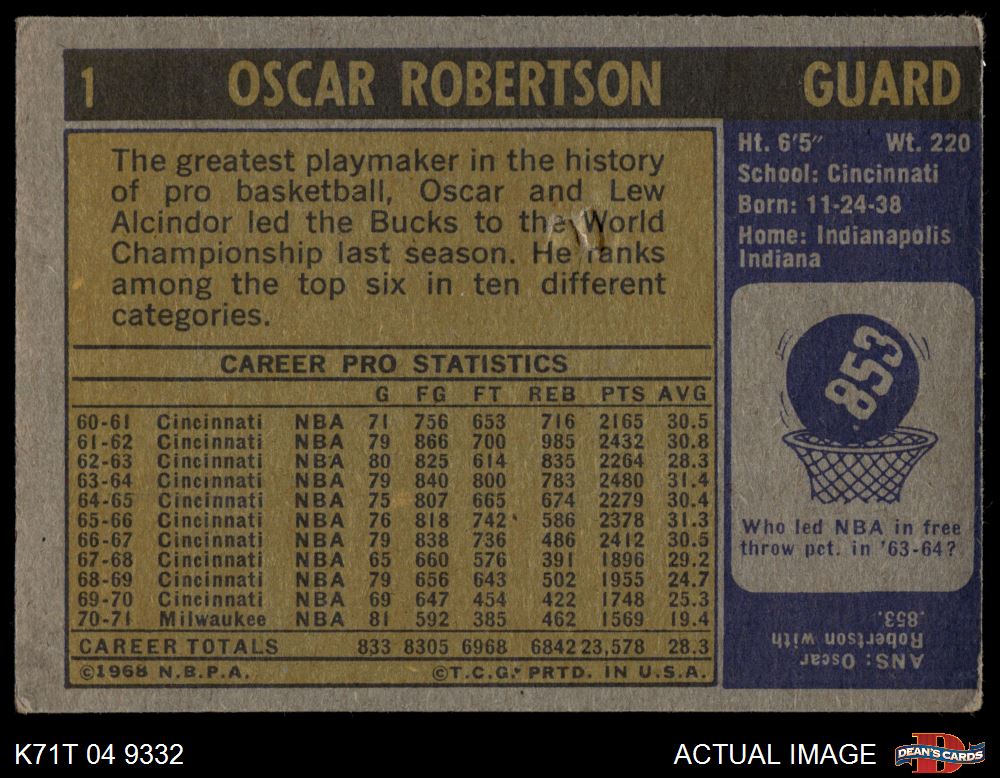 1 OSCAR ROBERTSON GUARD
The greatest playmaker in the history
of pro basketball, Oscar and Lew
Alcindor led the Bucks to the World
Championship last season. He ranks
among the top six in ten different
categories.
CAREER PRO STATISTICS
G FG FT REB PTS AVG
60-61 Cincinnati NBA 71 756 653 716 2165 30.5
61-62 Cincinnati NBA 79 866 700 985 2432 30.8
62-63 Cincinnati NBA 80 825 614 835 2264 28.3
63-64 Cincinnati NBA 79 840 800 783 2480 31.4
64-65 Cincinnati NBA 75 807 665 674 2279 30.4
65-66 Cincinnati NBA 76 818 742 586 2378 31.3
66-67 Cincinnati NBA 79 838 736 486 2412 30.5
67-68 Cincinnati NBA 65 660 576 391 1896 29.2
68-69 Cincinnati NBA 79 656 643 502 1955 24.7
69-70 Cincinnati NBA 69 647 454 422 1748 25.3
70-71 Milwaukee NBA 81 592 385 462 1569 19.4
CAREER TOTALS 833 8305 6968 6842 23,578 28.3
©1968 N.B.P.A. ©T.C.G. PRTD. IN U.S.A.
Ht. 6'5" Wt. 220
School: Cincinnati
Born: 11-24-38
Home: Indianapolis
Indiana
853
Who led NBA in free
throw pct. in '63-64?
ANS: Oscar
Robertson with
.853.
K71T 04 9332 ACTUAL IMAGE
D
DEAN'S CARDS